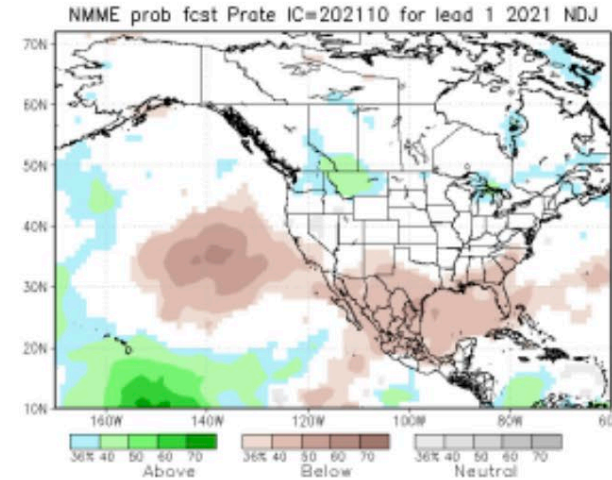 NMME prob fcst Prate IC=202110 for lead 1 2021 NDJ
70N
60N
50N
40N
30N
20N
10N
160W 140W 120W 100W 80W 60
36% 40 50 60 70 36% 40 50 60 70 36% 40 50 60 70
Above Below Neutral